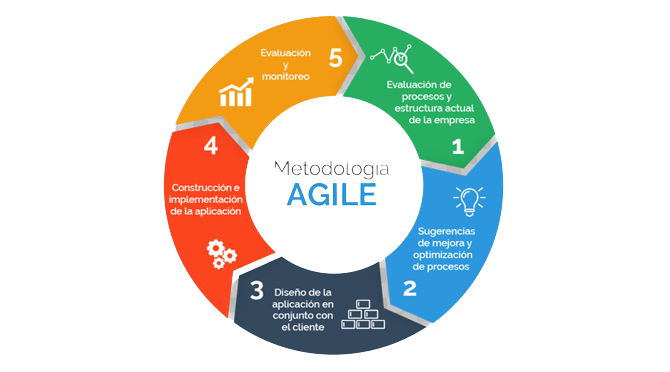 Metodología
AGILE
Evaluación de
procesos y
estructura actual
de la empresa
1
Sugerencias
de mejora y
optimización
de procesos
2
3
Diseño de la
aplicación en
conjunto con
el cliente
4
Construcción e
implementación
de la aplicación
5
Evaluación
y
monitoreo